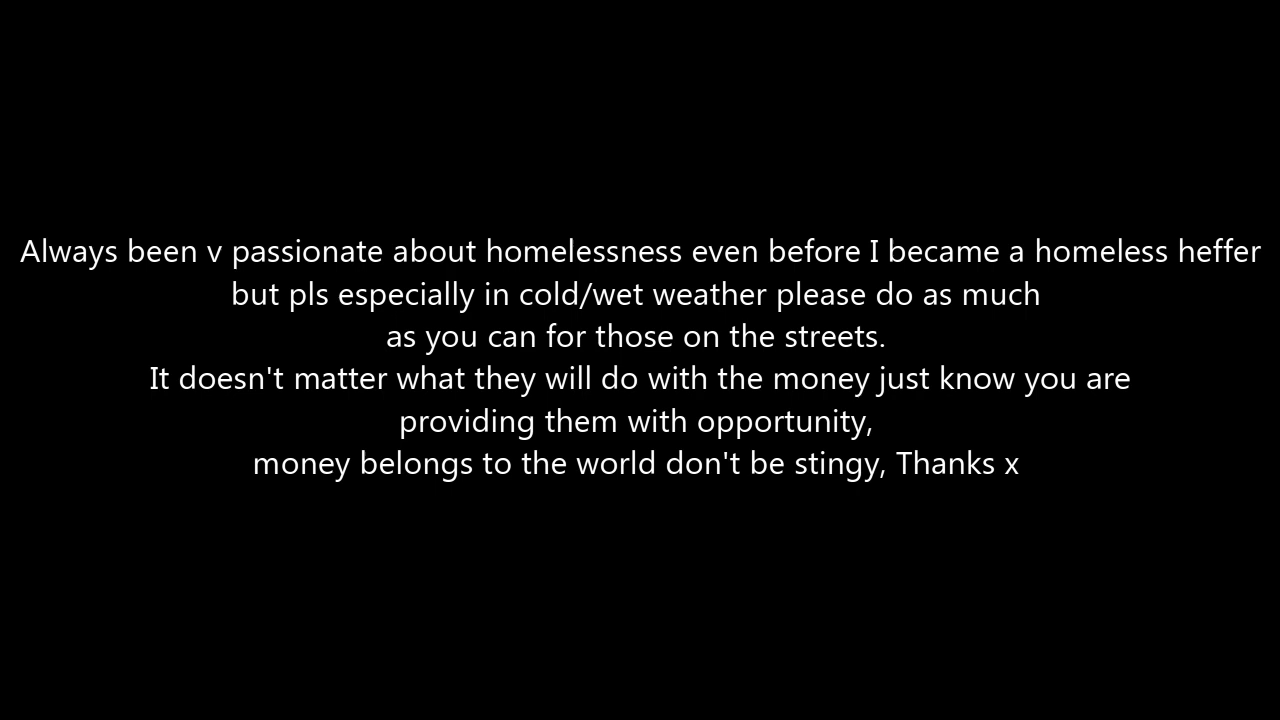 Always been v passionate about homelessness even before I became a homeless heffer
but pls especially in cold/wet weather please do as much
as you can for those on the streets.
It doesn't matter what they will do with the money just know you are
providing them with opportunity,
money belongs to the world don't be stingy, Thanks x